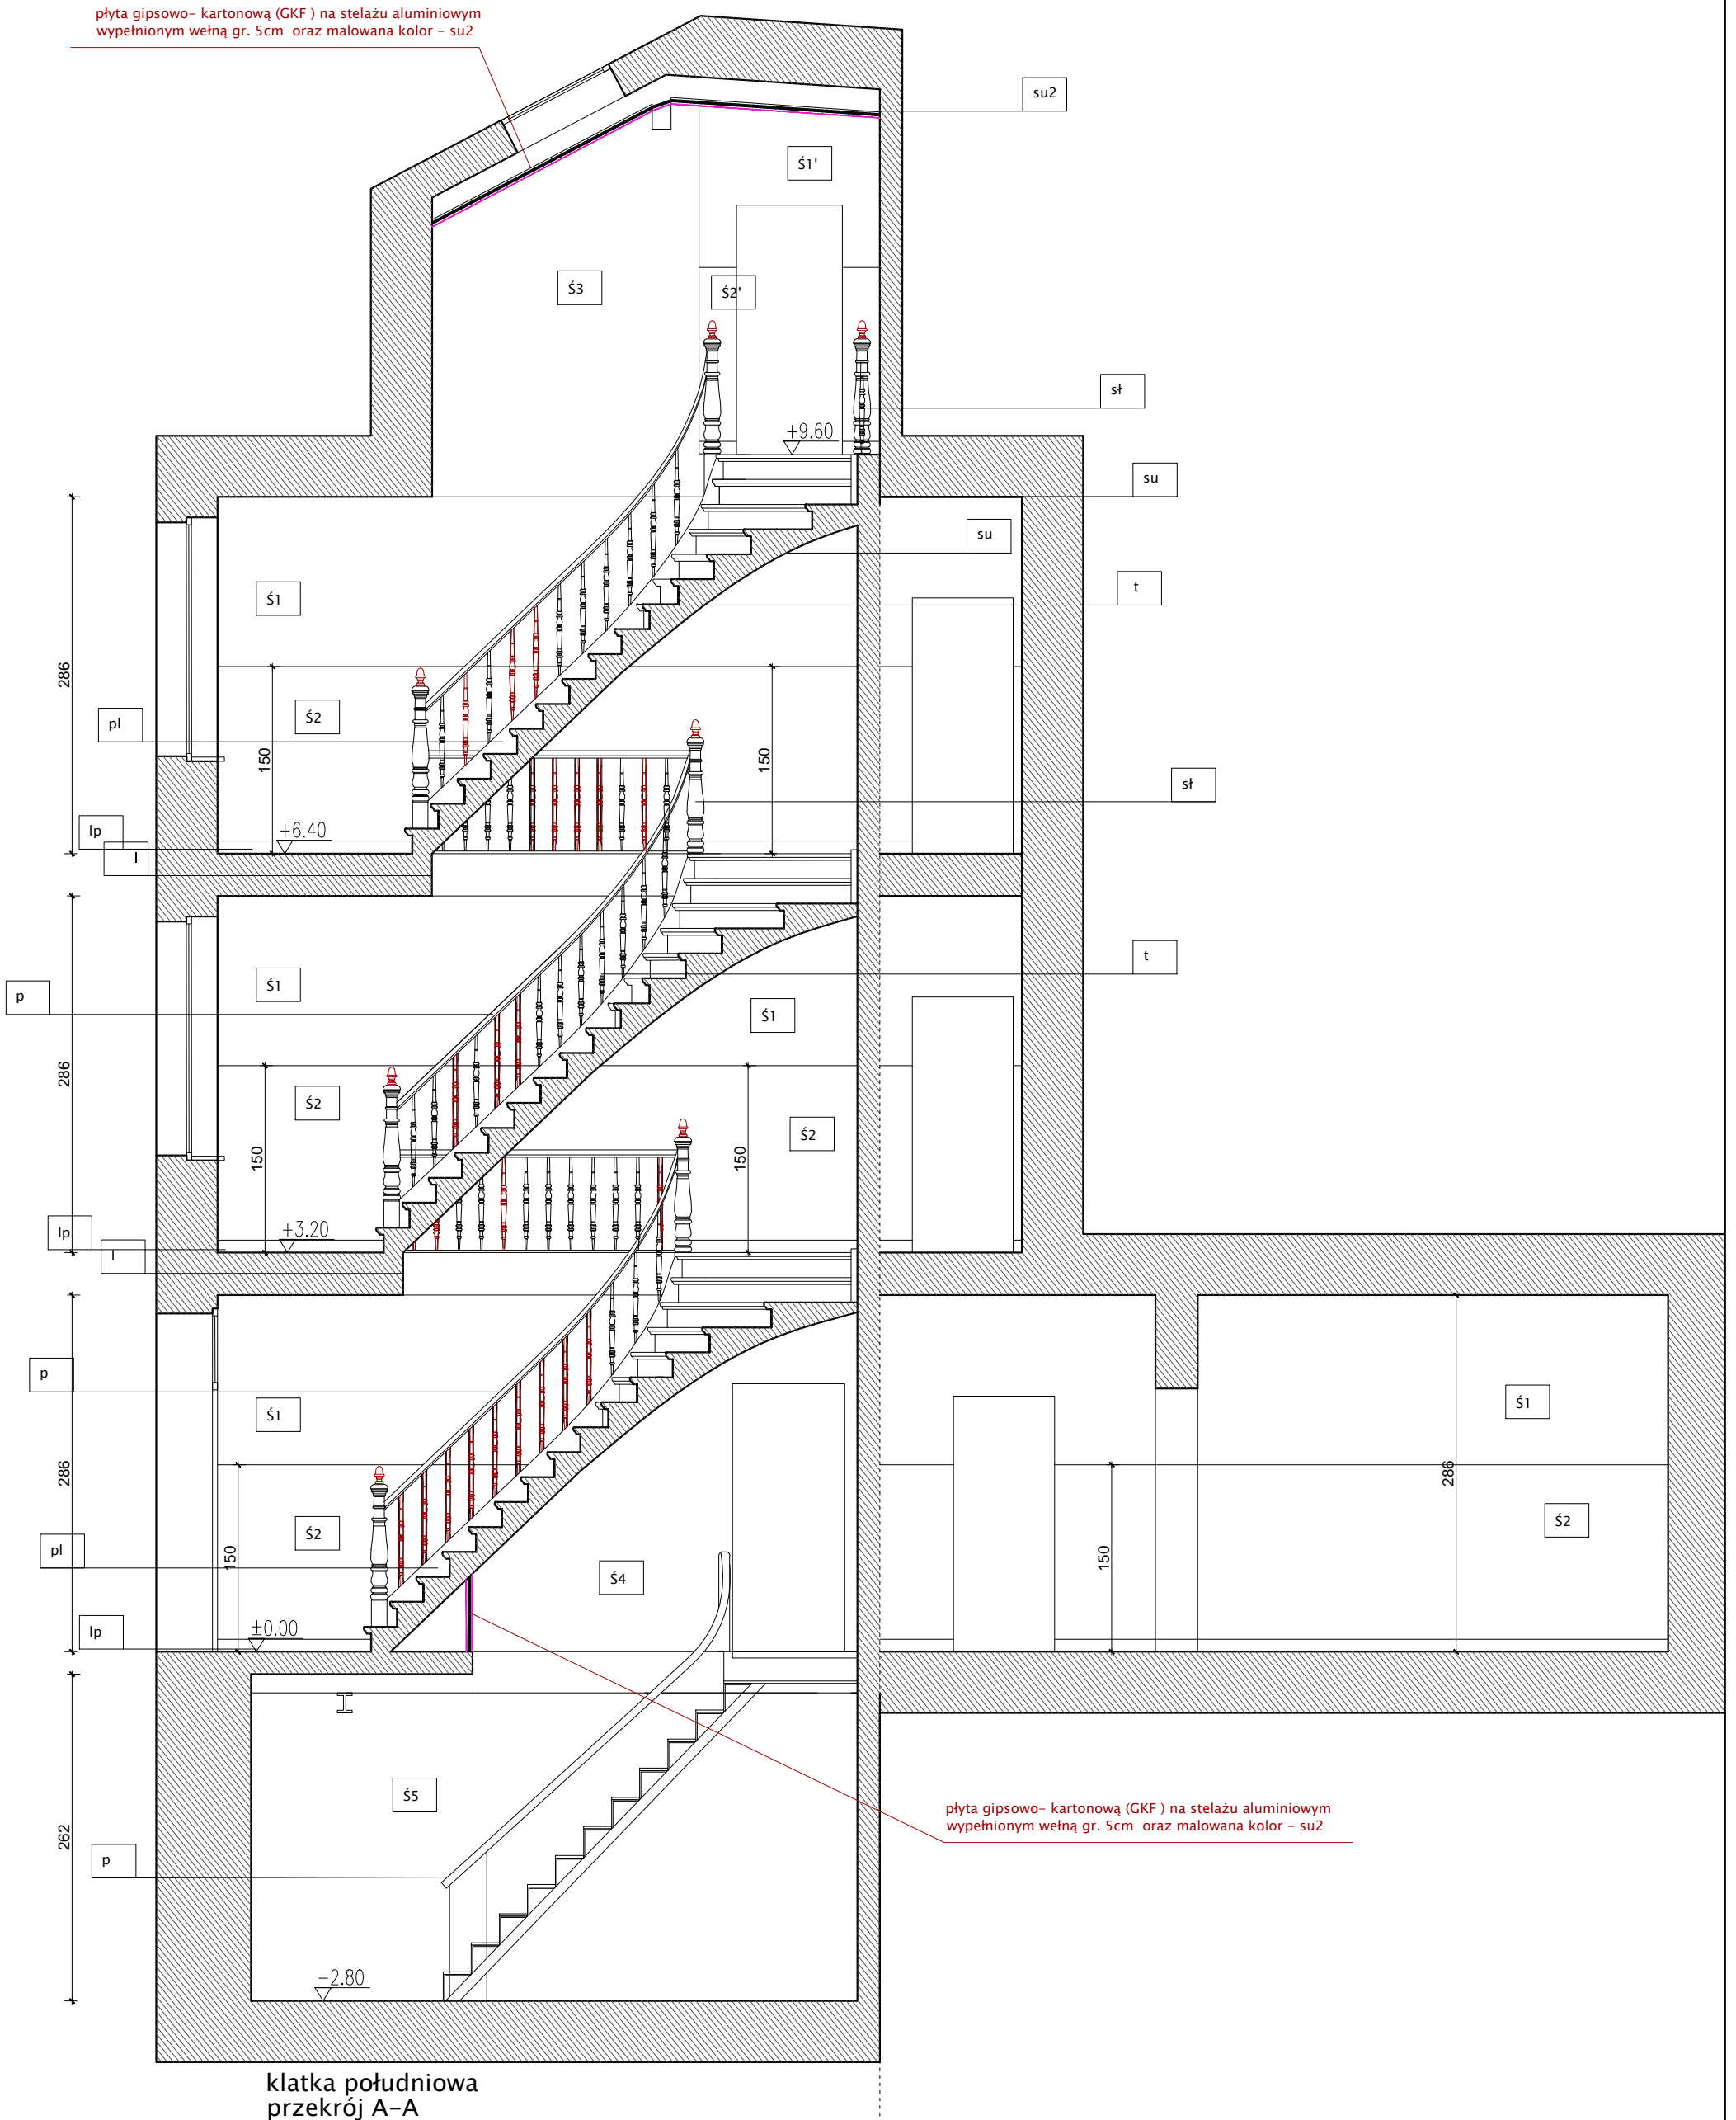 płyta gipsowo- kartonową (GKF ) na stelażu aluminiowym
wypełnionym wełną gr. 5cm  oraz malowana kolor - su2
su2
Ś1'
Ś3
Ś2'
sł
+9.60
su
su
t
Ś1
286
Ś2
pl
150
150
sł
lp
+6.40
l
t
p
Ś1
Ś1
286
Ś2
Ś2
150
150
lp
+3.20
l
p
Ś1
Ś1
286
286
Ś2
Ś2
pl
150
150
Ś4
lp
±0.00
Ś5
płyta gipsowo- kartonową (GKF ) na stelażu aluminiowym
wypełnionym wełną gr. 5cm  oraz malowana kolor - su2
262
p
-2.80
klatka południowa
przekrój A-A